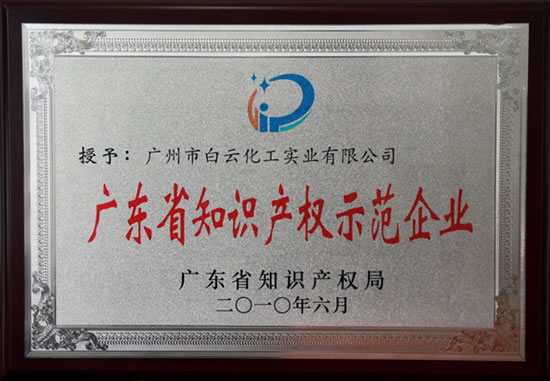 授予：广州市白云化工实业有限公司
广东省知识产权示范企业
广东省知识产权局
二〇一〇年六月